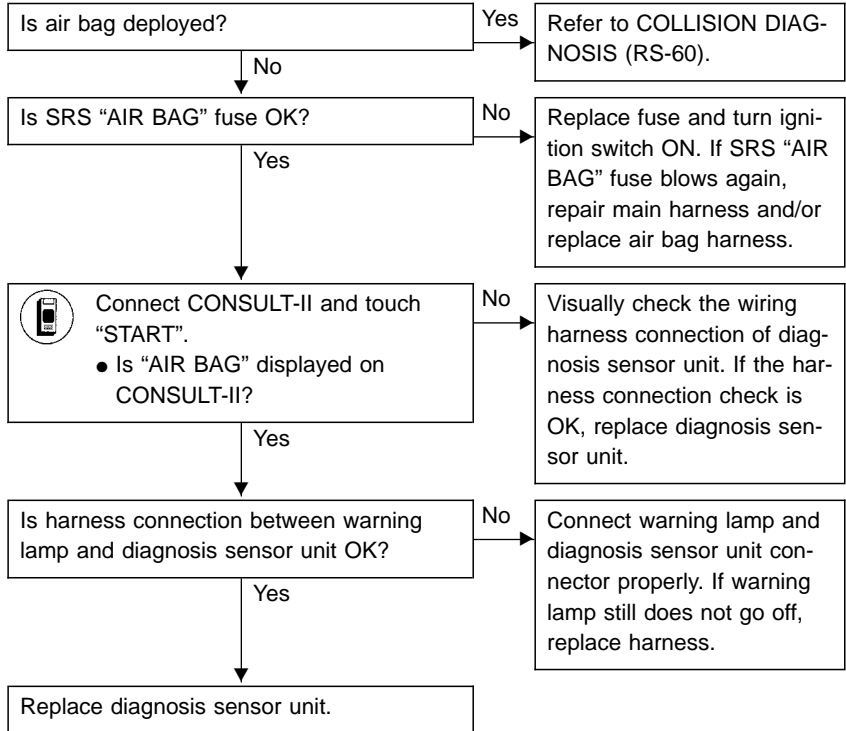 Is air bag deployed?
Yes
Refer to COLLISION DIAG-
NOSIS (RS-60).
No
Is SRS “AIR BAG” fuse OK?
No
Replace fuse and turn igni-
tion switch ON. If SRS “AIR
BAG” fuse blows again,
repair main harness and/or
replace air bag harness.
Yes
Connect CONSULT-II and touch
“START”.
● Is “AIR BAG” displayed on
CONSULT-II?
No
Visually check the wiring
harness connection of diag-
nosis sensor unit. If the har-
ness connection check is
OK, replace diagnosis sen-
sor unit.
Yes
Is harness connection between warning
lamp and diagnosis sensor unit OK?
No
Connect warning lamp and
diagnosis sensor unit con-
nector properly. If warning
lamp still does not go off,
replace harness.
Yes
Replace diagnosis sensor unit.